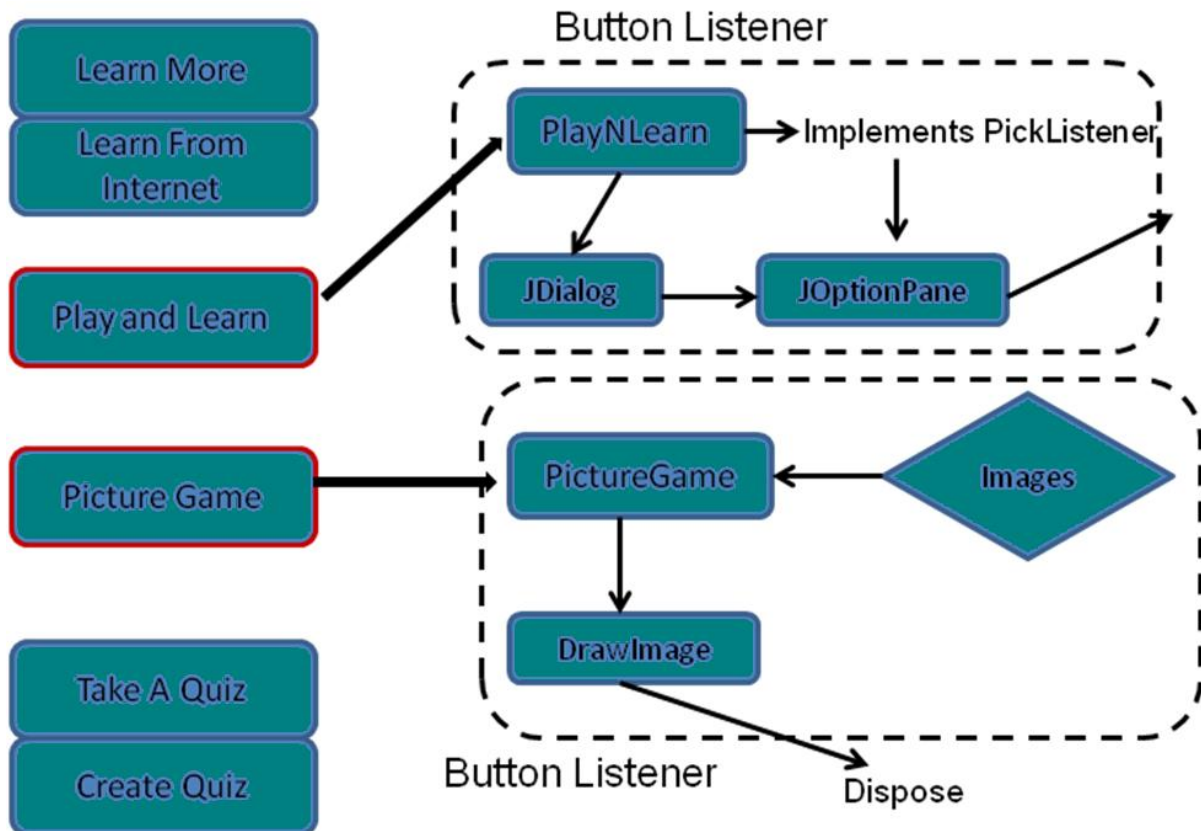 Button Listener
Learn More
Learn From
Internet
Play and Learn
Picture Game
Take A Quiz
Create Quiz
PlayNLearn
Implements PickListener
JDialog
JOptionPane
PictureGame
Images
DrawImage
Button Listener
Dispose